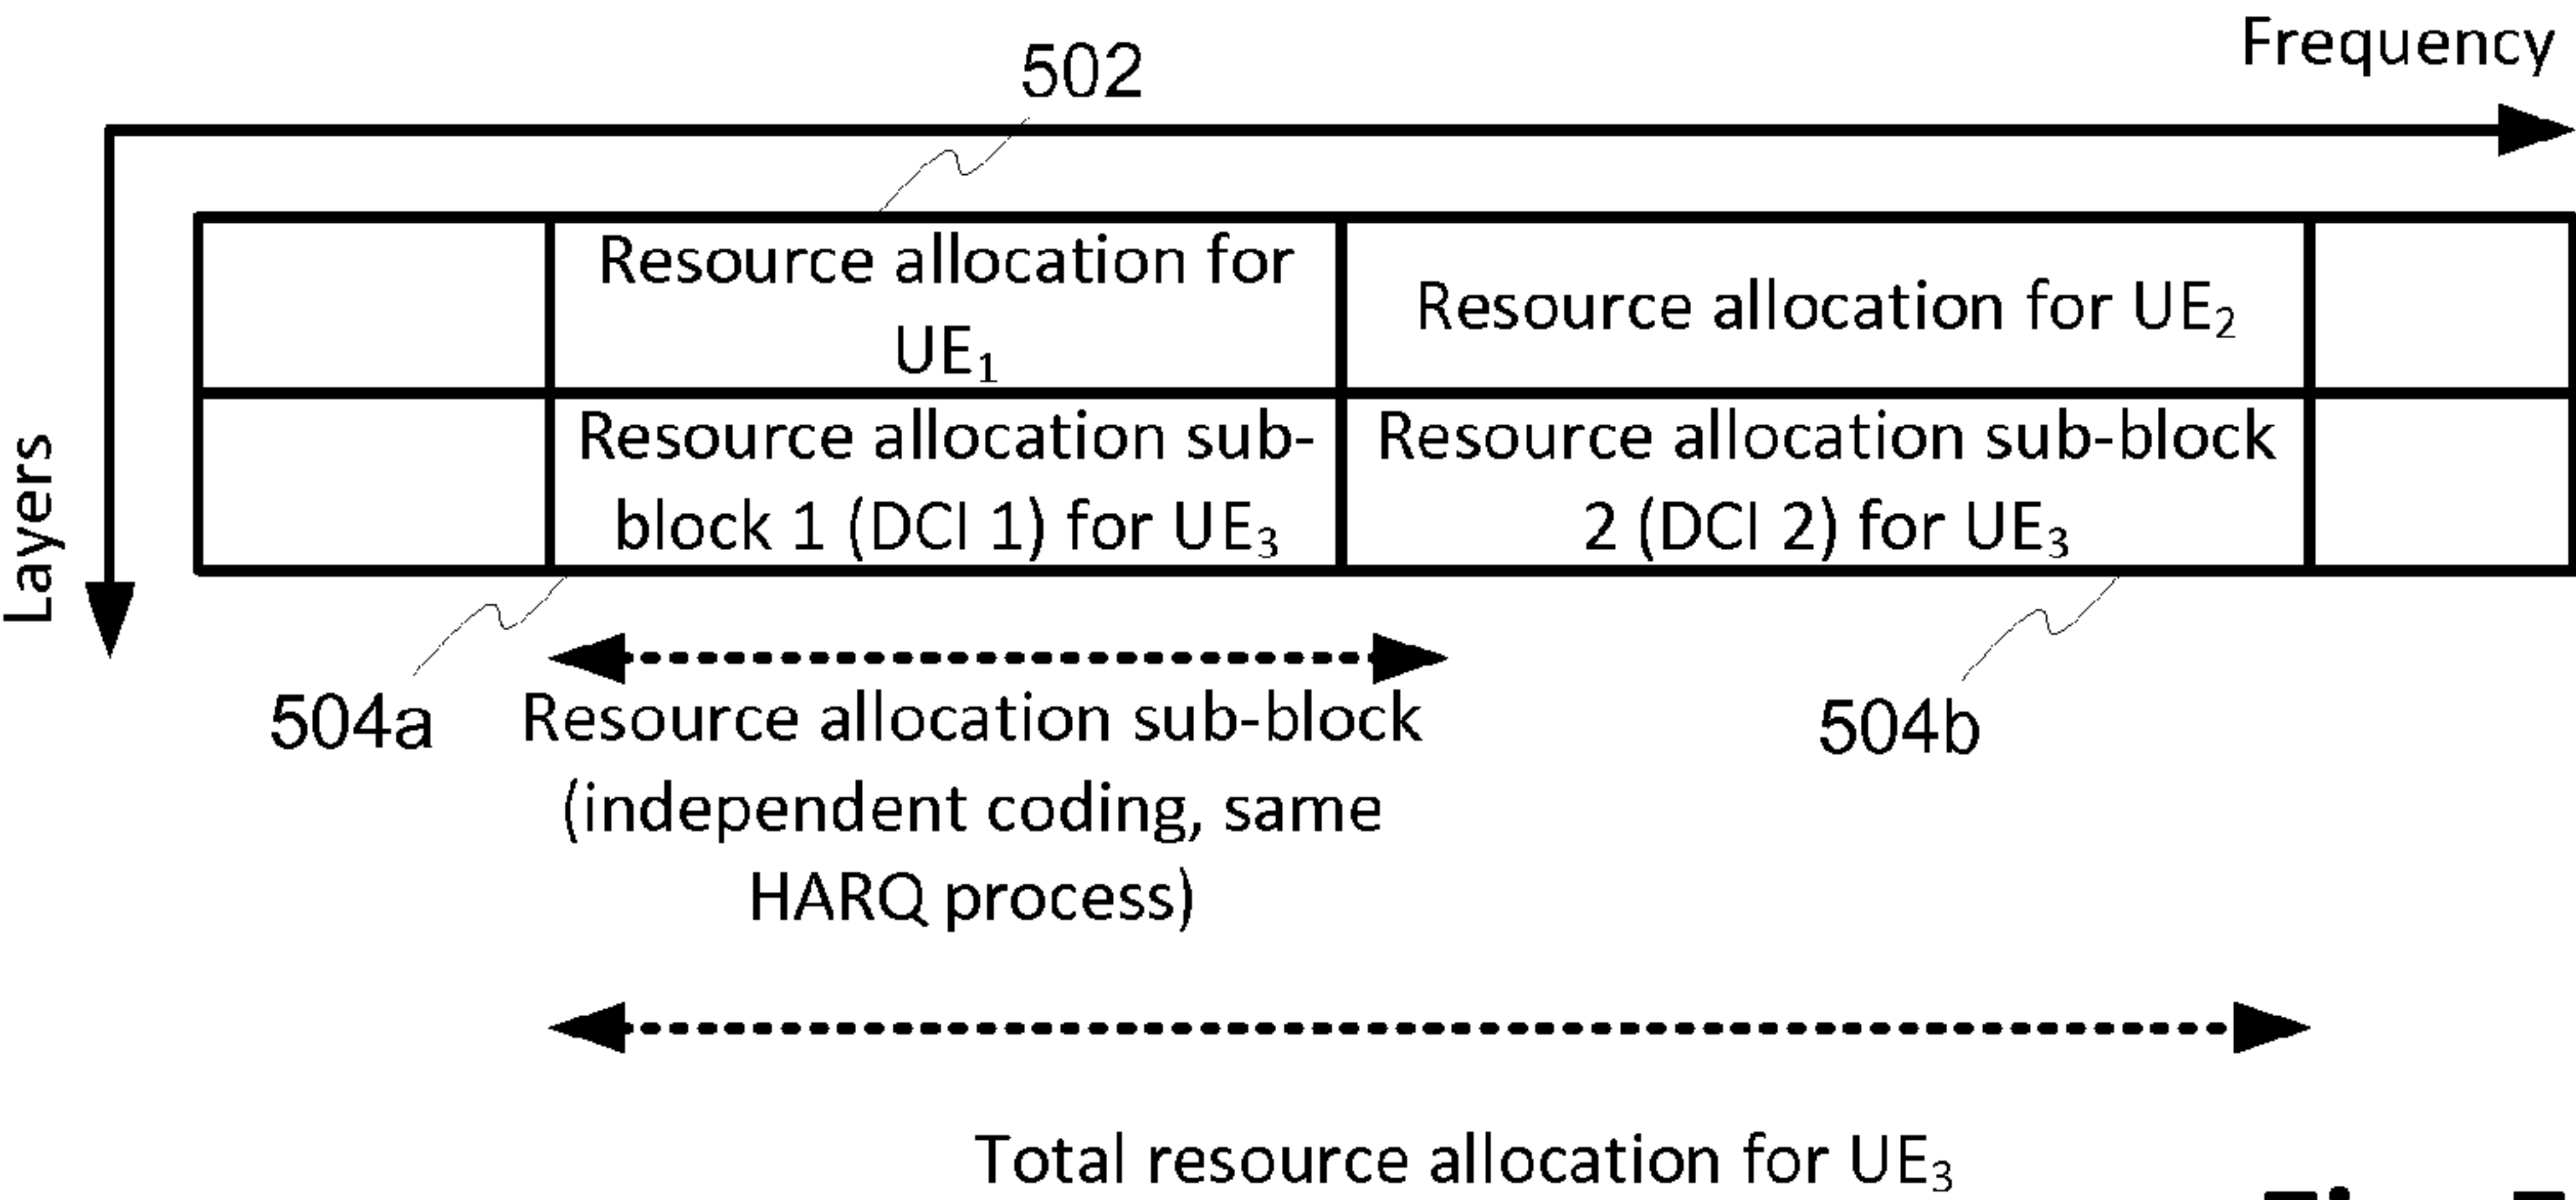 Frequency
502
Resource allocation for
UE₁
Resource allocation for UE₂
Layers
Resource allocation sub-
block 1 (DCI 1) for UE₃
Resource allocation sub-block
2 (DCI 2) for UE₃
504a
504b
Resource allocation sub-block
(independent coding, same
HARQ process)
Total resource allocation for UE₃